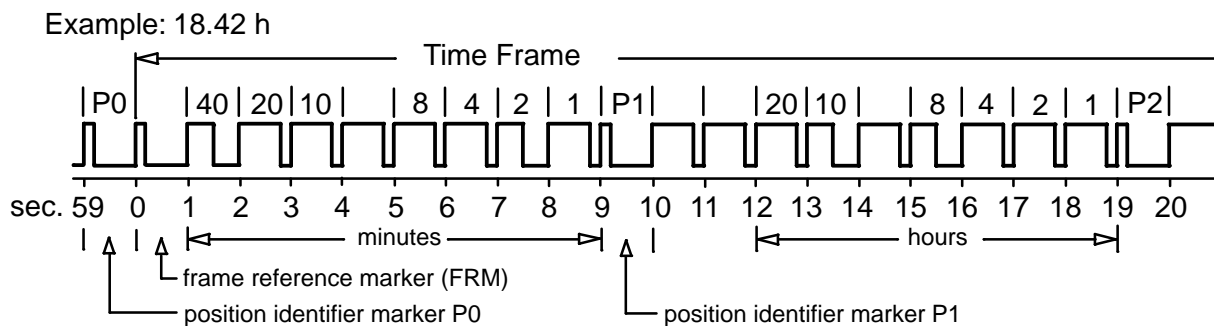 Example: 18.42 h
Time Frame
P0 40 20 10 8 4 2 1 P1 20 10 8 4 2 1 P2
sec. 59 0 1 2 3 4 5 6 7 8 9 10 11 12 13 14 15 16 17 18 19 20
minutes hours
frame reference marker (FRM)
position identifier marker P0 position identifier marker P1